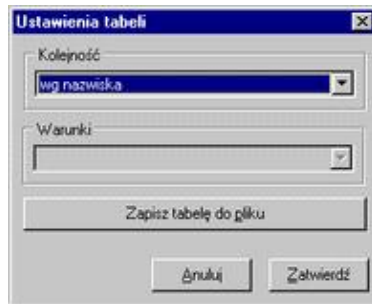 Ustawienia tabeli
Kolejność
wg nazwiska
Warunki
Zapisz tabelę do pliku
Anuluj
Zatwierdź